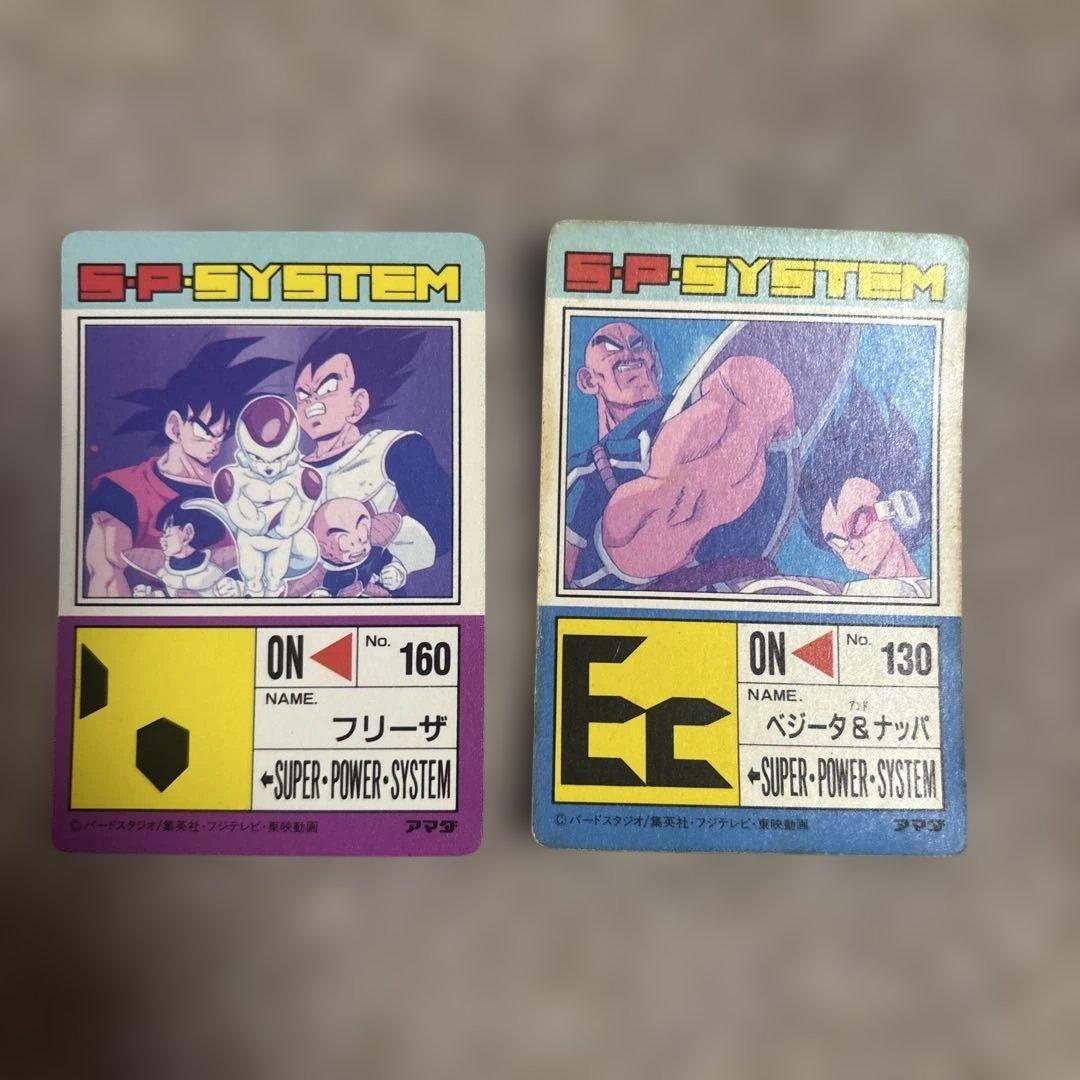 S·P·SYSTEM
ON
No. 160
NAME.
フリーザ
←SUPER·POWER·SYSTEM
©バードスタジオ/集英社・フジテレビ・東映動画
アマダ
S·P·SYSTEM
Ec
ON
No. 130
NAME.
アンド
ベジータ&ナッパ
←SUPER·POWER·SYSTEM
©バードスタジオ/集英社・フジテレビ・東映動画
アマダ